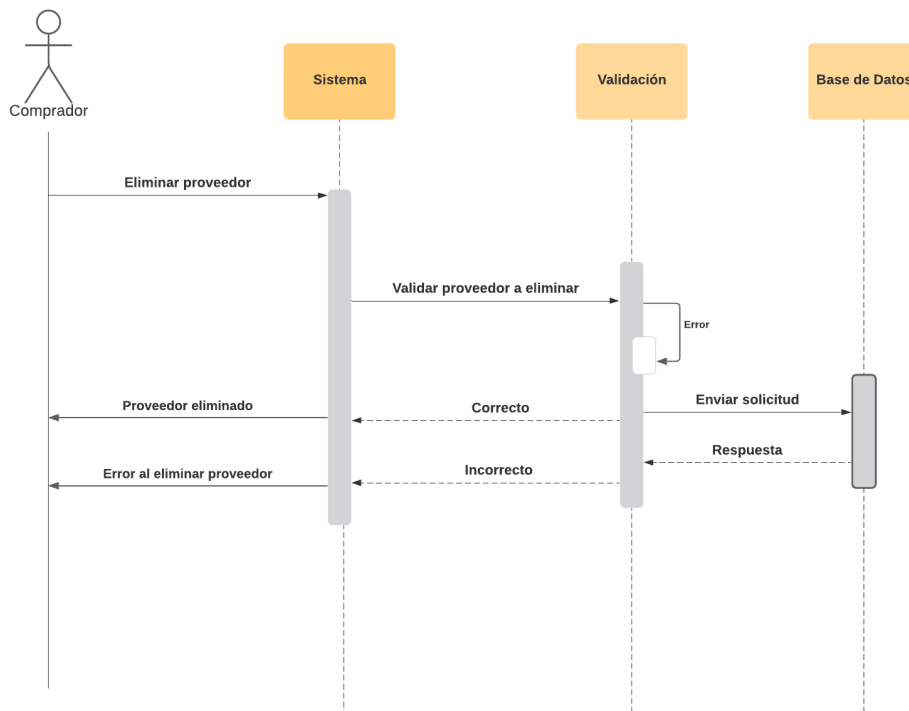 Comprador
Sistema
Validación
Base de Datos
Eliminar proveedor
Validar proveedor a eliminar
Error
Enviar solicitud
Proveedor eliminado
Correcto
Respuesta
Error al eliminar proveedor
Incorrecto